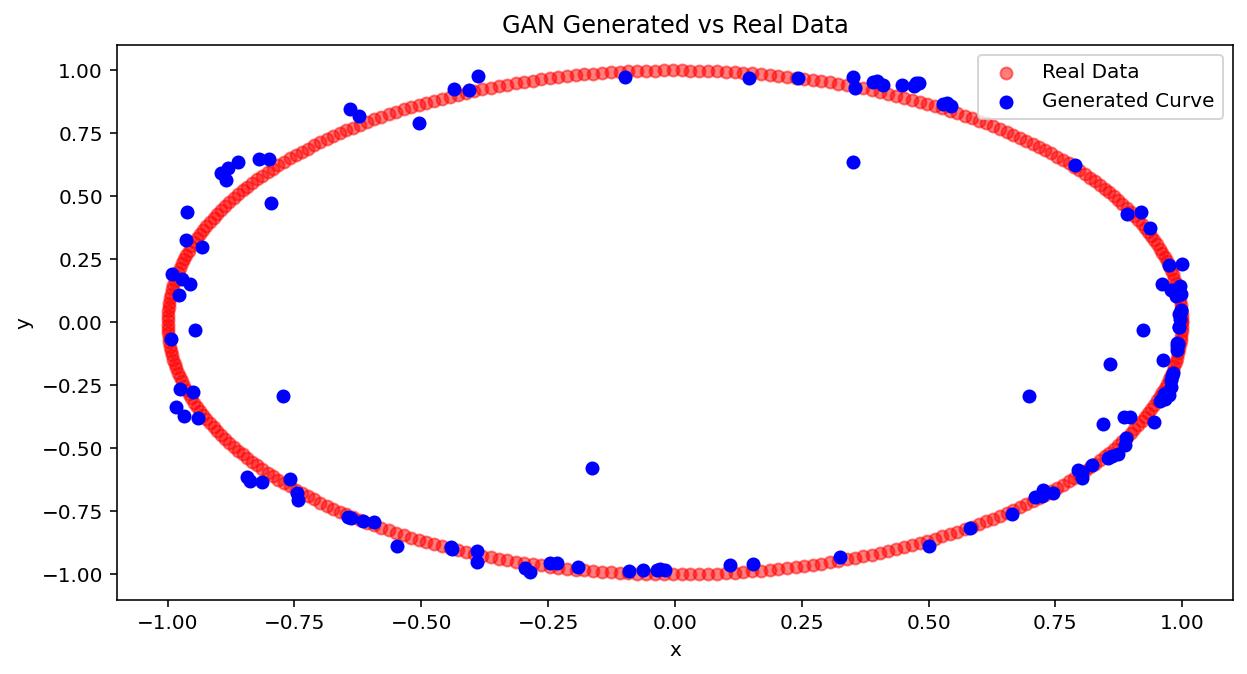 GAN Generated vs Real Data
1.00
0.75
0.50
0.25
0.00
−0.25
−0.50
−0.75
−1.00
y
Real Data
Generated Curve
−1.00 −0.75 −0.50 −0.25 0.00 0.25 0.50 0.75 1.00
x